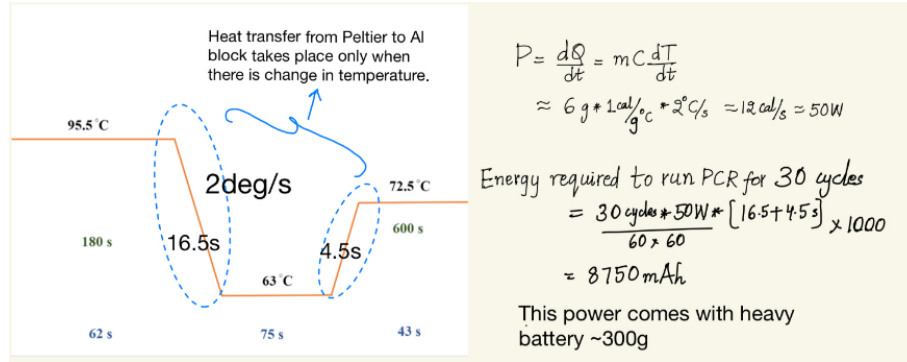 Heat transfer from Peltier to Al
block takes place only when
there is change in temperature.
95.5 °C
2deg/s
72.5 °C
180 s
16.5s
4.5s
600 s
63 °C
62 s
75 s
43 s
P = dQ/dt = mC dT/dt
≈ 6 g * 1 cal/g°C * 2°C/s ≈ 12 cal/s = 50W
Energy required to run PCR for 30 cycles
= 30 cycles * 50W * [16.5+4.5 s] / 60 * 60 × 1000
≈ 8750 mAh
This power comes with heavy
battery ~300g